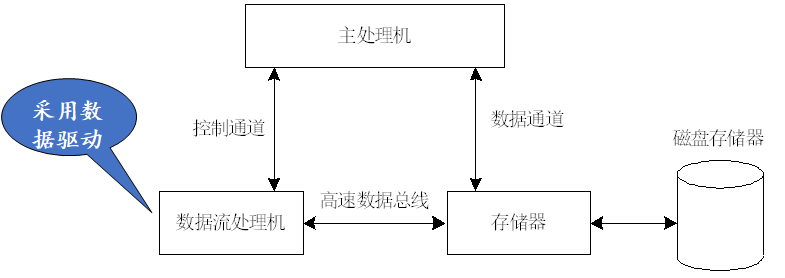 主处理机
采用数
据驱动
控制通道
数据通道
磁盘存储器
数据流处理机
高速数据总线
存储器